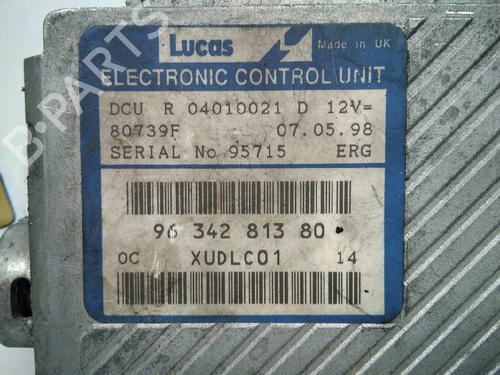 Lucas
Made in UK
ELECTRONIC CONTROL UNIT
DCU R 04010021 D 12V=
80739F 07.05.98
SERIAL No 95715 ERG
96 342 813 80
0C XUDLC01 14
B-PARTS